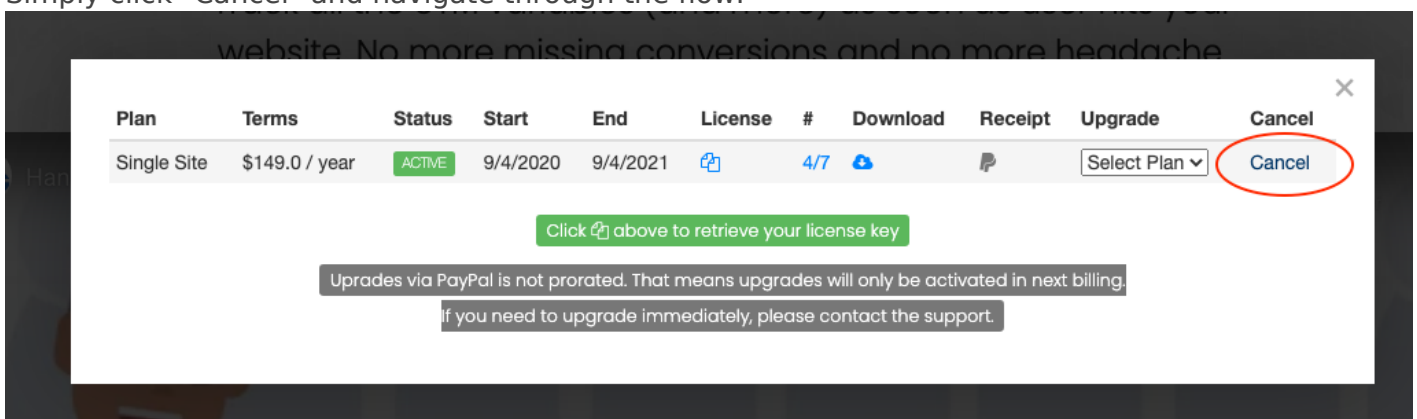 Simply click "Cancel" and navigate through the flow.
website. No more missing conversions and no more headache
×
Plan Terms Status Start End License # Download Receipt Upgrade Cancel
Single Site $149.0 / year ACTIVE 9/4/2020 9/4/2021 4/7 Select Plan Cancel
Han
Click above to retrieve your license key
Uprades via PayPal is not prorated. That means upgrades will only be activated in next billing.
If you need to upgrade immediately, please contact the support.